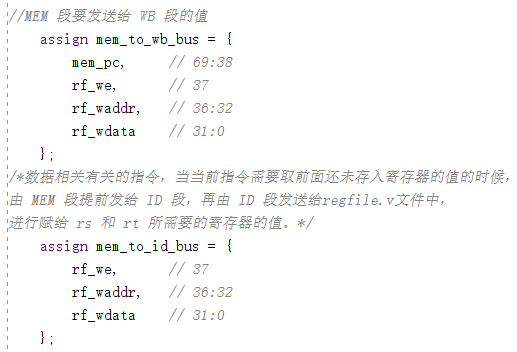 //MEM 段要发送给 WB 段的值
assign mem_to_wb_bus = {
mem_pc, // 69:38
rf_we, // 37
rf_waddr, // 36:32
rf_wdata // 31:0
};
/*数据相关有关的指令，当当前指令需要取前面还未存入寄存器的值的时候，
由 MEM 段提前发给 ID 段，再由 ID 段发送给regfile.v文件中，
进行赋给 rs 和 rt 所需要的寄存器的值。*/
assign mem_to_id_bus = {
rf_we, // 37
rf_waddr, // 36:32
rf_wdata // 31:0
};